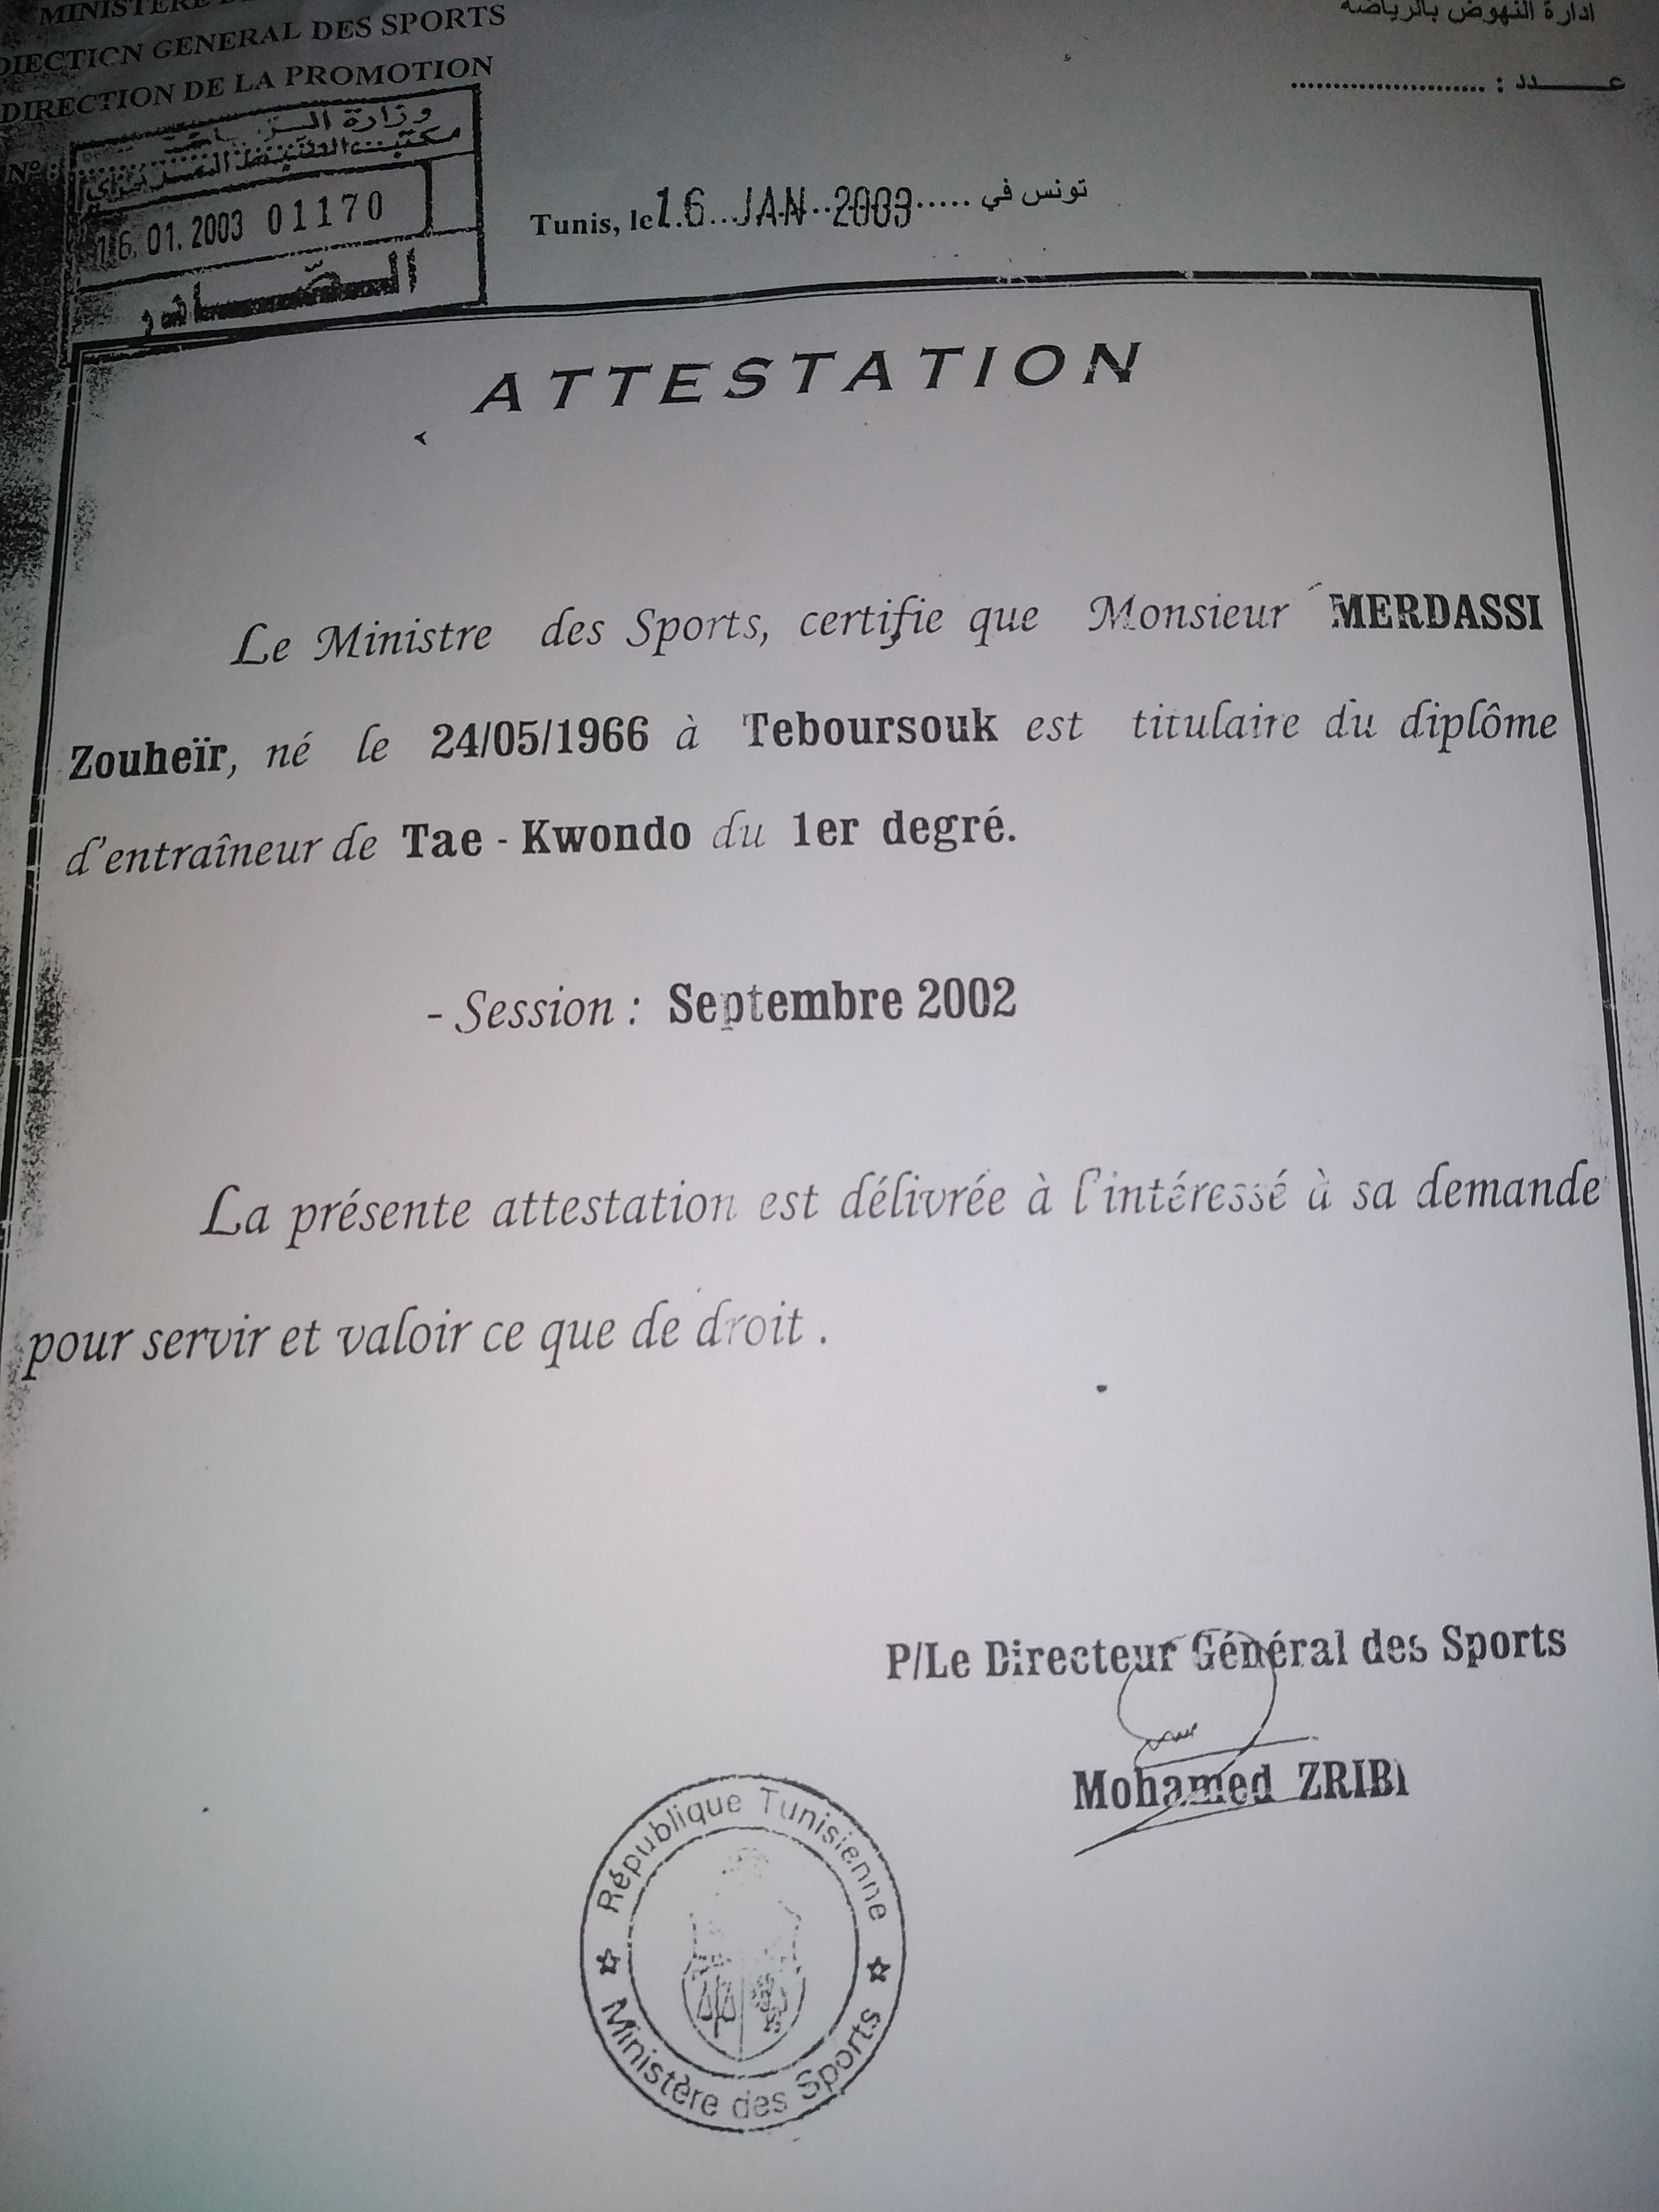 MINISTERE
DIECTICN GENERAL DES SPORTS
DIRECTION DE LA PROMOTION
ادارة النهوض بالرياضة
عـــدد : .......................
N° :
وزارة
مكتب
16.01.2003 01170
Tunis, le 16 JAN 2003 ..... تونس في
ATTESTATION
Le Ministre des Sports, certifie que Monsieur MERDASSI
Zouheïr, né le 24/05/1966 à Teboursouk est titulaire du diplôme
d'entraîneur de Tae - Kwondo du 1er degré.
- Session : Septembre 2002
La présente attestation est délivrée à l'intéressé à sa demande
pour servir et valoir ce que de droit .
P/Le Directeur Général des Sports
Mohamed ZRIBI
République Tunisienne
Ministère des Sports